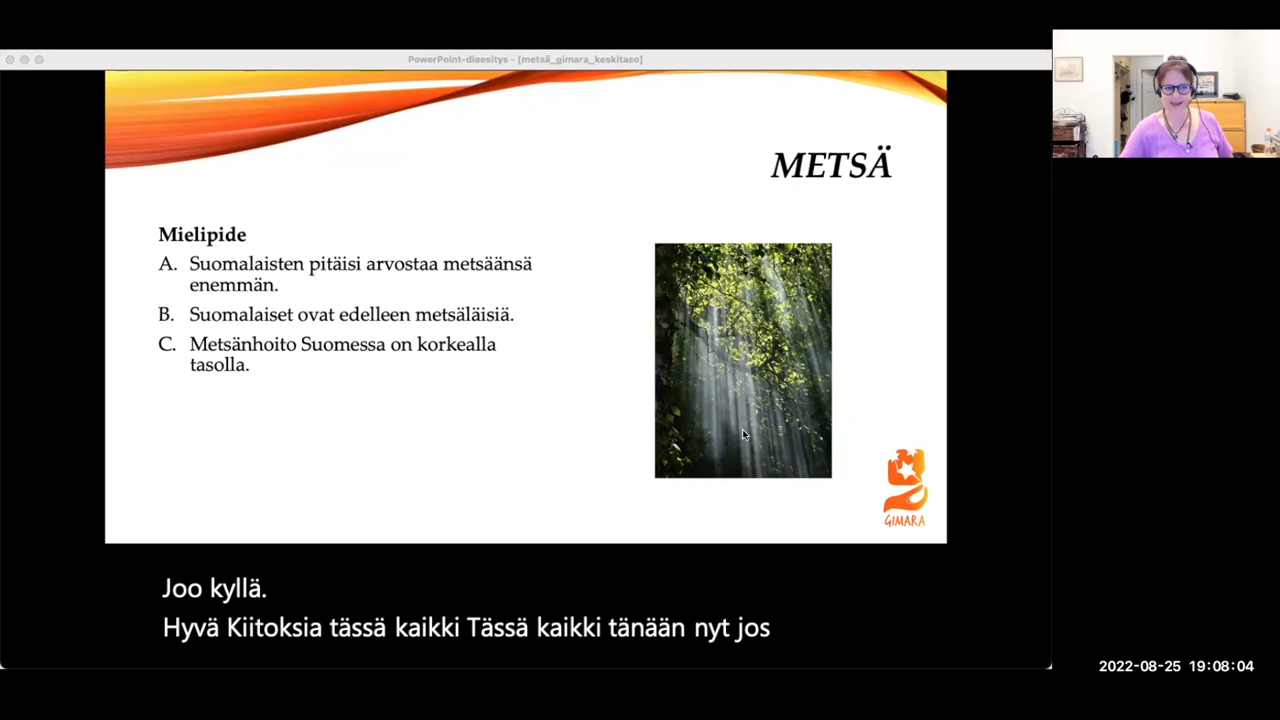 PowerPoint-diaesitys - [metsä_gimara_keskitaso]
METSÄ
Mielipide
A. Suomalaisten pitäisi arvostaa metsäänsä
enemmän.
B. Suomalaiset ovat edelleen metsäläisiä.
C. Metsänhoito Suomessa on korkealla
tasolla.
GIMARA
Joo kyllä.
Hyvä Kiitoksia tässä kaikki Tässä kaikki tänään nyt jos
2022-08-25 19:08:04